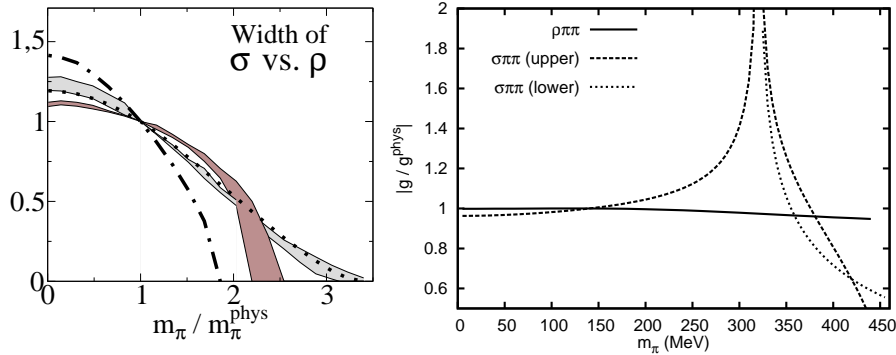 Width of
σ vs. ρ
1,5
1
0.5
0
0 1 2 3
m_π / m_π^phys
|g / g^phys|
2
1.8
1.6
1.4
1.2
1
0.8
0.6
ρππ
σππ (upper)
σππ (lower)
0 50 100 150 200 250 300 350 400 450
m_π (MeV)